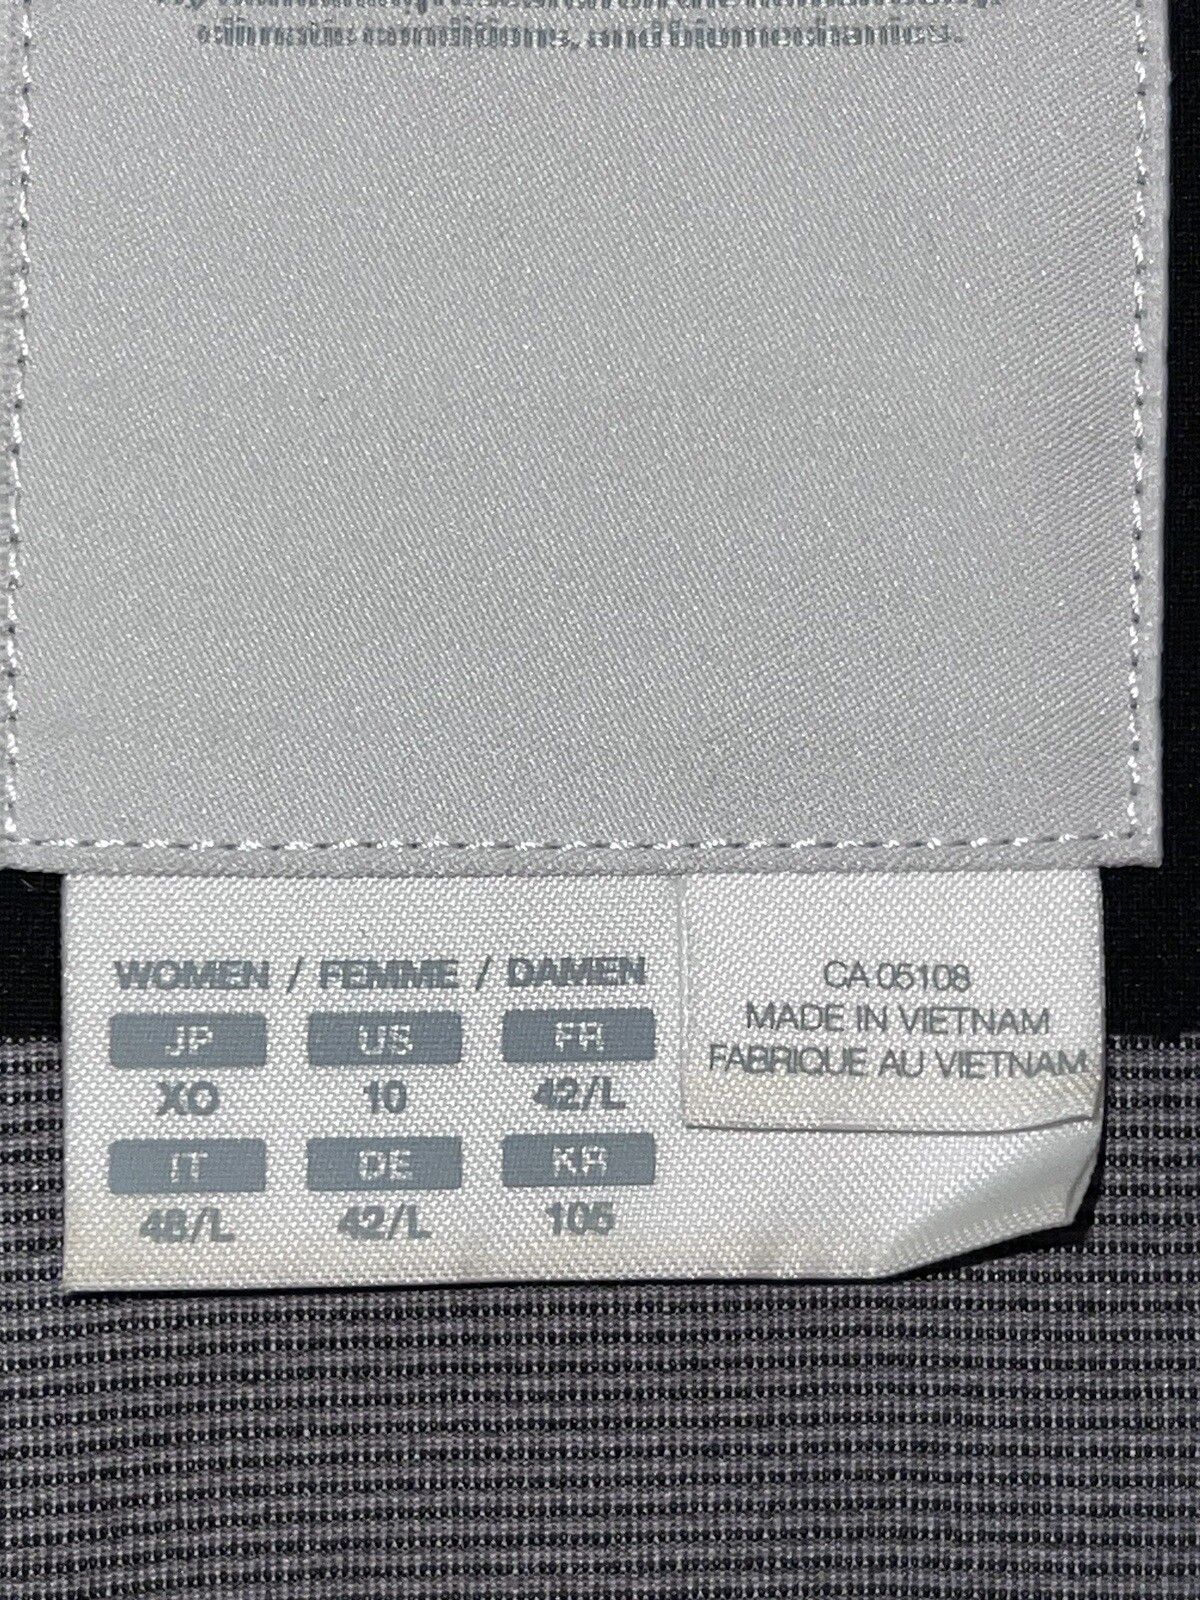 WOMEN / FEMME / DAMEN
JP US FR
XO 10 42/L
IT DE KR
48/L 42/L 105
CA 05108
MADE IN VIETNAM
FABRIQUE AU VIETNAM